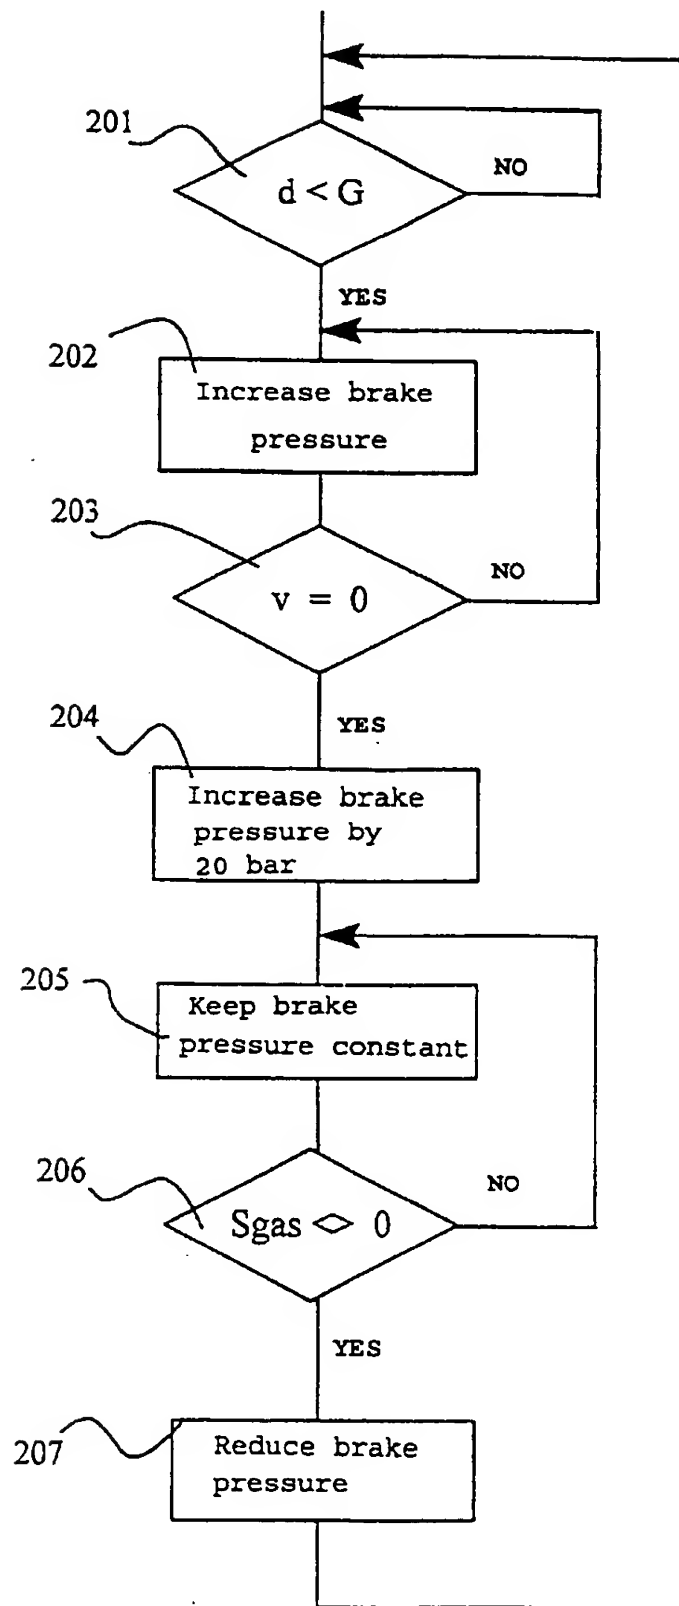 201
d < G
NO
YES
202
Increase brake
pressure
203
v = 0
NO
YES
204
Increase brake
pressure by
20 bar
205
Keep brake
pressure constant
206
Sgas <> 0
NO
YES
207
Reduce brake
pressure